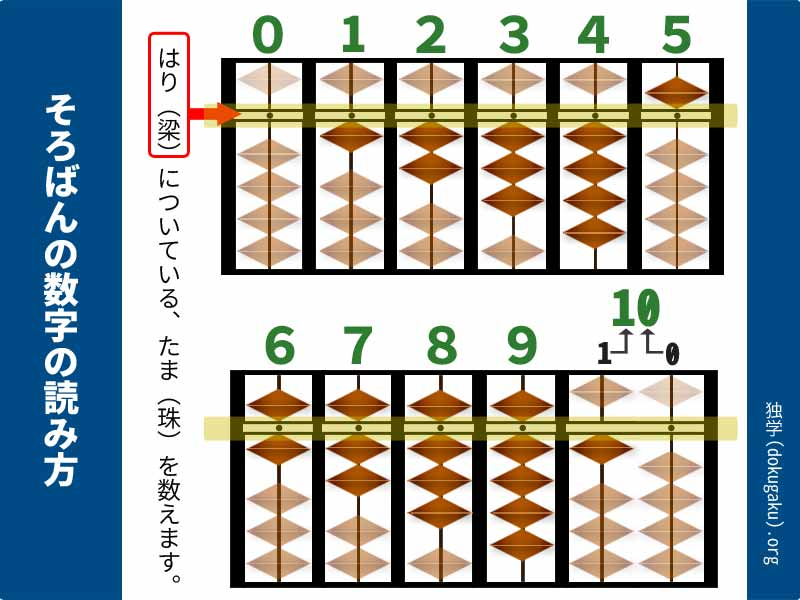 そろばんの数字の読み方
はり（梁）についている、たま（珠）を数えます。
0 1 2 3 4 5
6 7 8 9 10
1 0
独学(dokugaku).org